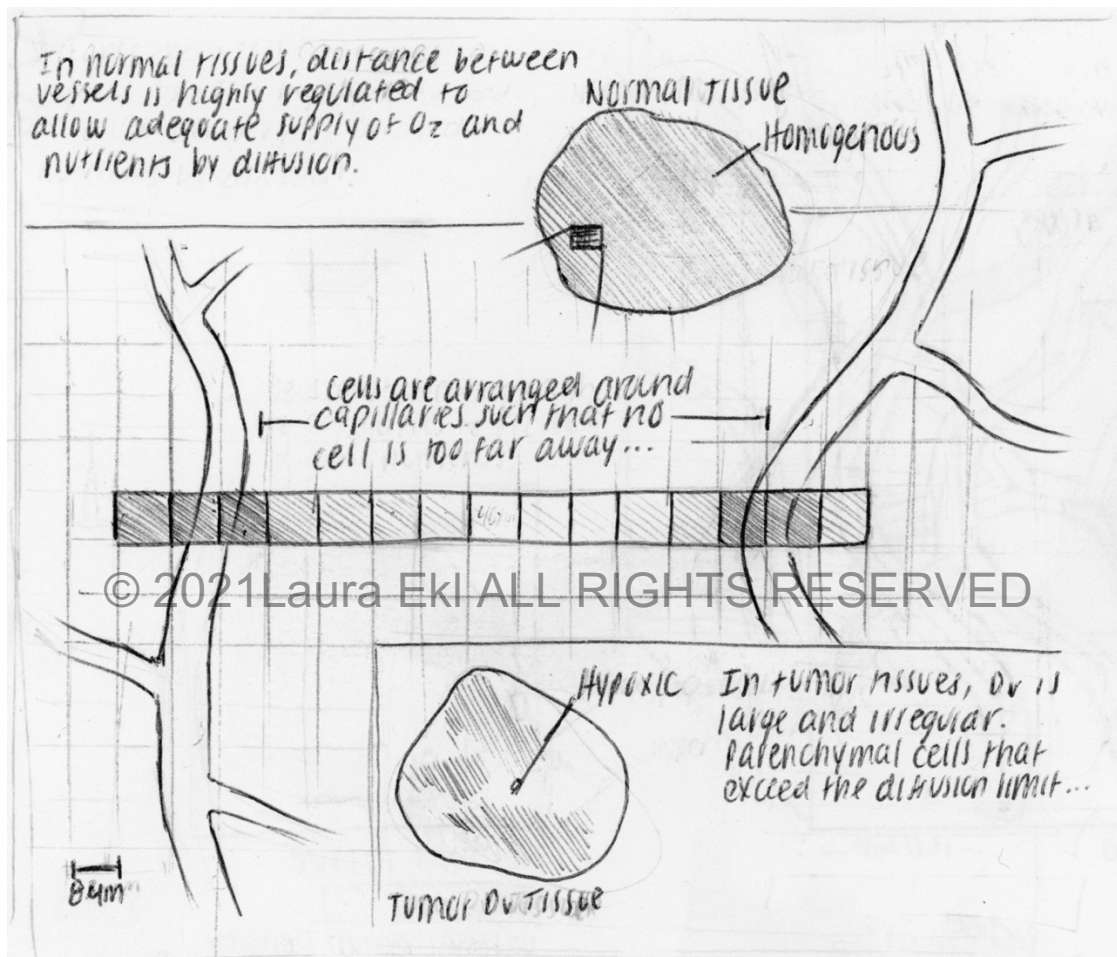 In normal tissues, distance between
vessels is highly regulated to
allow adequate supply of O2 and
nutrients by diffusion.
Normal Tissue
Homogenous
cells are arranged around
capillaries such that no
cell is too far away...
© 2021Laura Ekl ALL RIGHTS RESERVED
Hypoxic
In tumor tissues, Dv is
large and irregular.
Parenchymal cells that
exceed the diffusion limit...
8μm
Tumor Dv Tissue